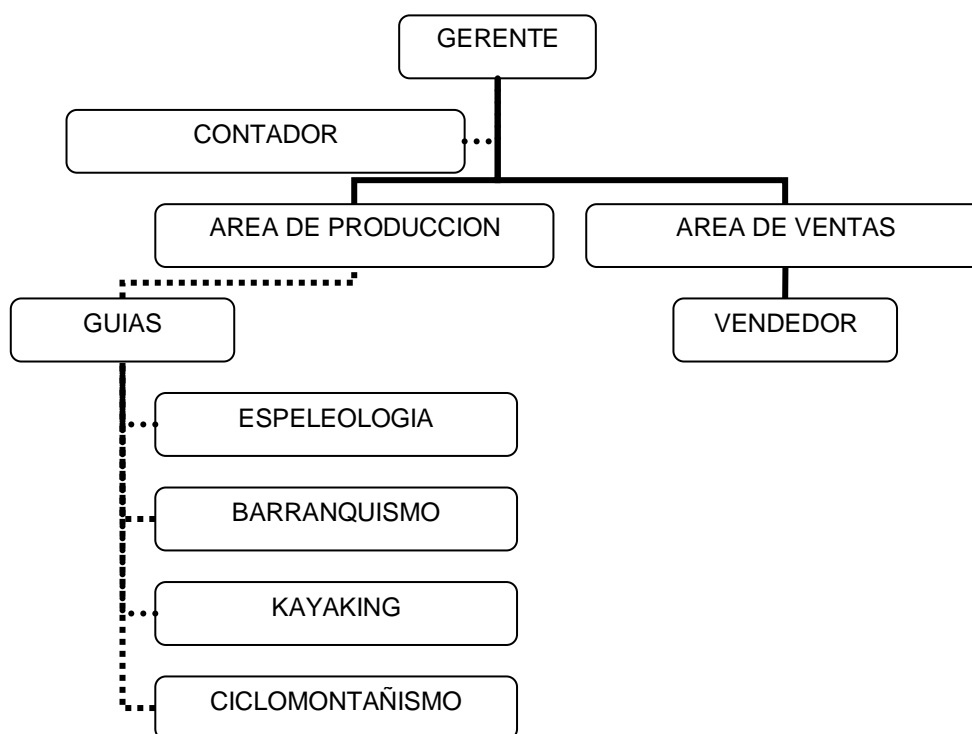 GERENTE
CONTADOR
AREA DE PRODUCCION
AREA DE VENTAS
GUIAS
VENDEDOR
ESPELEOLOGIA
BARRANQUISMO
KAYAKING
CICLOMONTAÑISMO